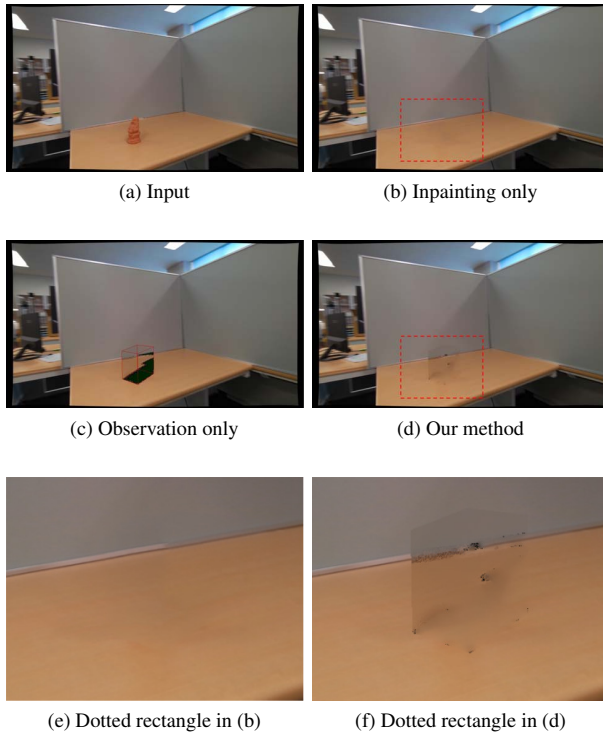 (a) Input
(b) Inpainting only
(c) Observation only
(d) Our method
(e) Dotted rectangle in (b)
(f) Dotted rectangle in (d)